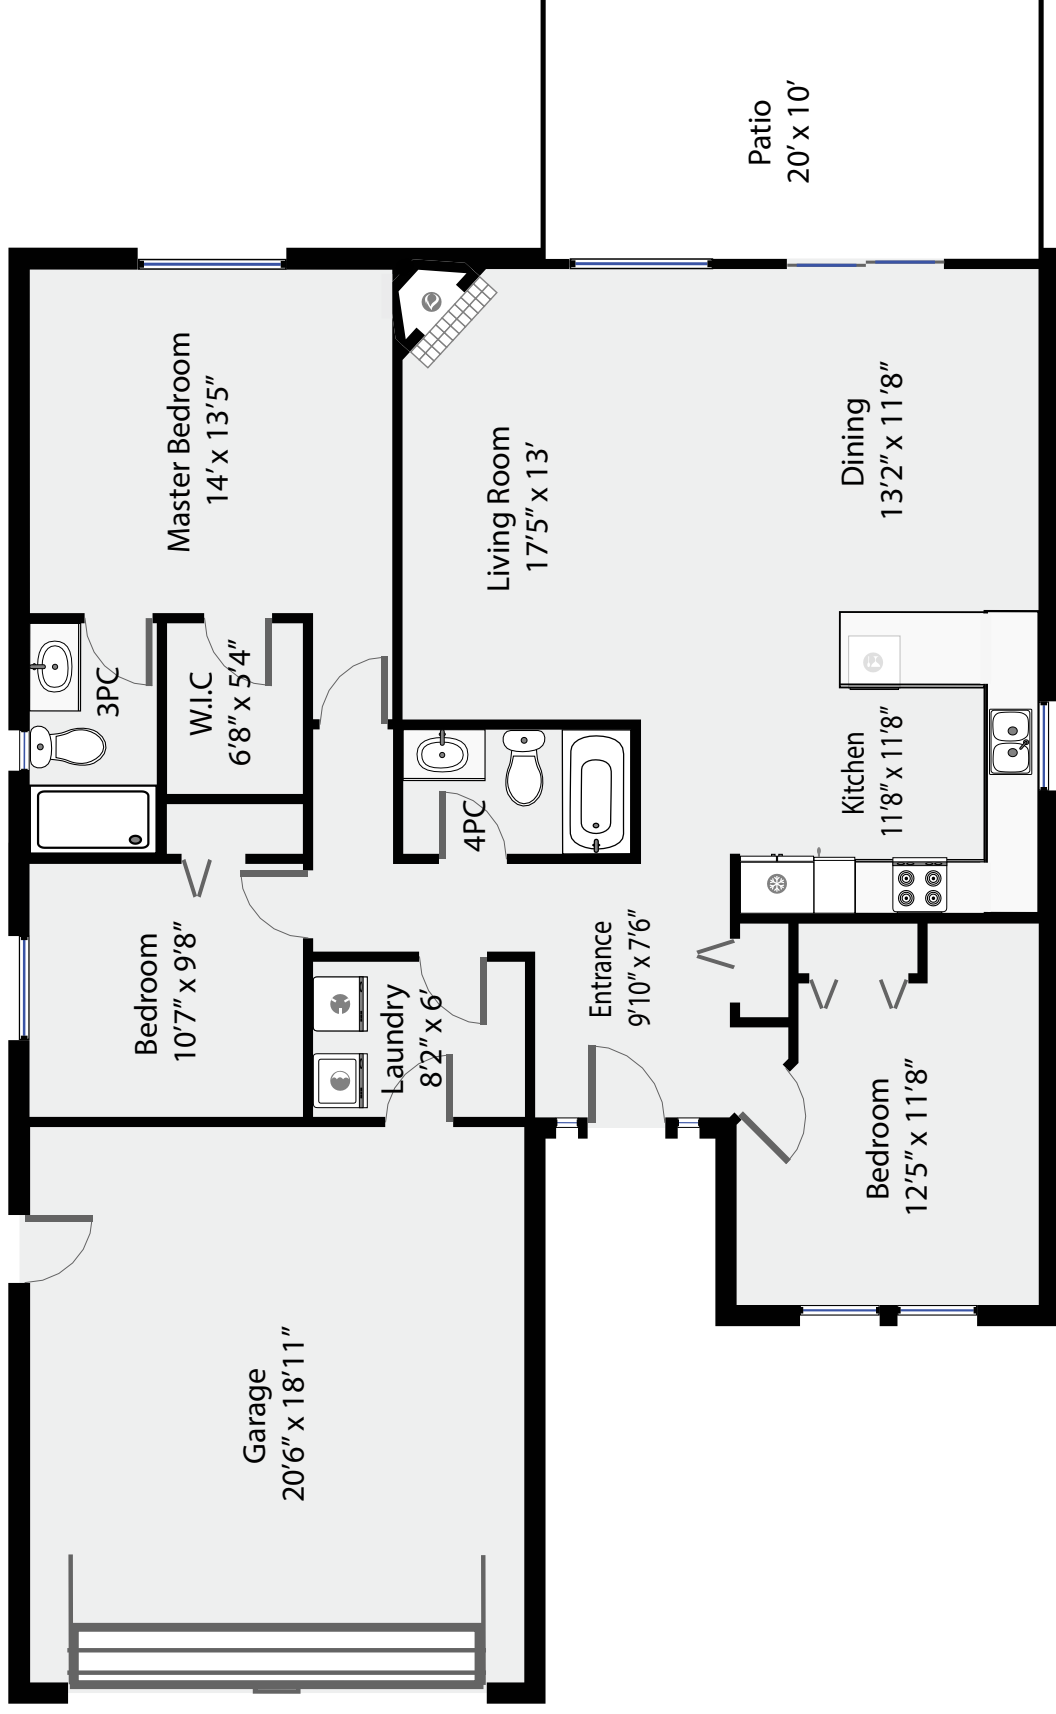 Patio
20' x 10'
Master Bedroom
14' x 13'5"
Living Room
17'5" x 13'
Dining
13'2" x 11'8"
3PC
W.I.C
6'8" x 5'4"
4PC
Kitchen
11'8" x 11'8"
Bedroom
10'7" x 9'8"
Laundry
8'2" x 6'
Entrance
9'10" x 7'6"
Bedroom
12'5" x 11'8"
Garage
20'6" x 18'11"